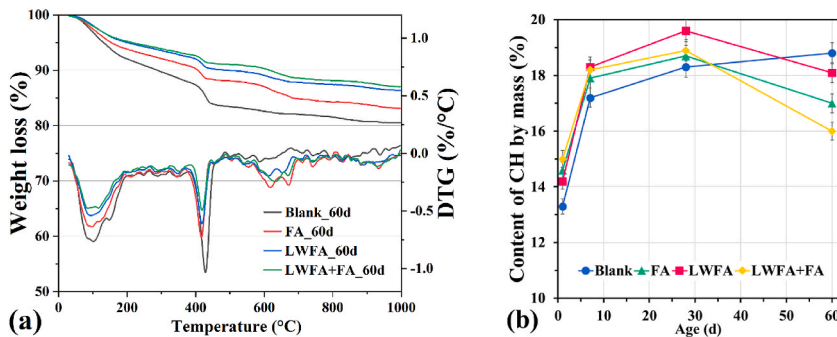 100
95
90
85
80
75
70
65
60
55
50
Weight loss (%)
1.0
0.5
0.0
-0.5
-1.0
DTG (%/°C)
Blank_60d
FA_60d
LWFA_60d
LWFA+FA_60d
0 200 400 600 800 1000
Temperature (°C)
(a)
20
18
16
14
12
10
Content of CH by mass (%)
Blank FA LWFA LWFA+FA
0 10 20 30 40 50 60
Age (d)
(b)